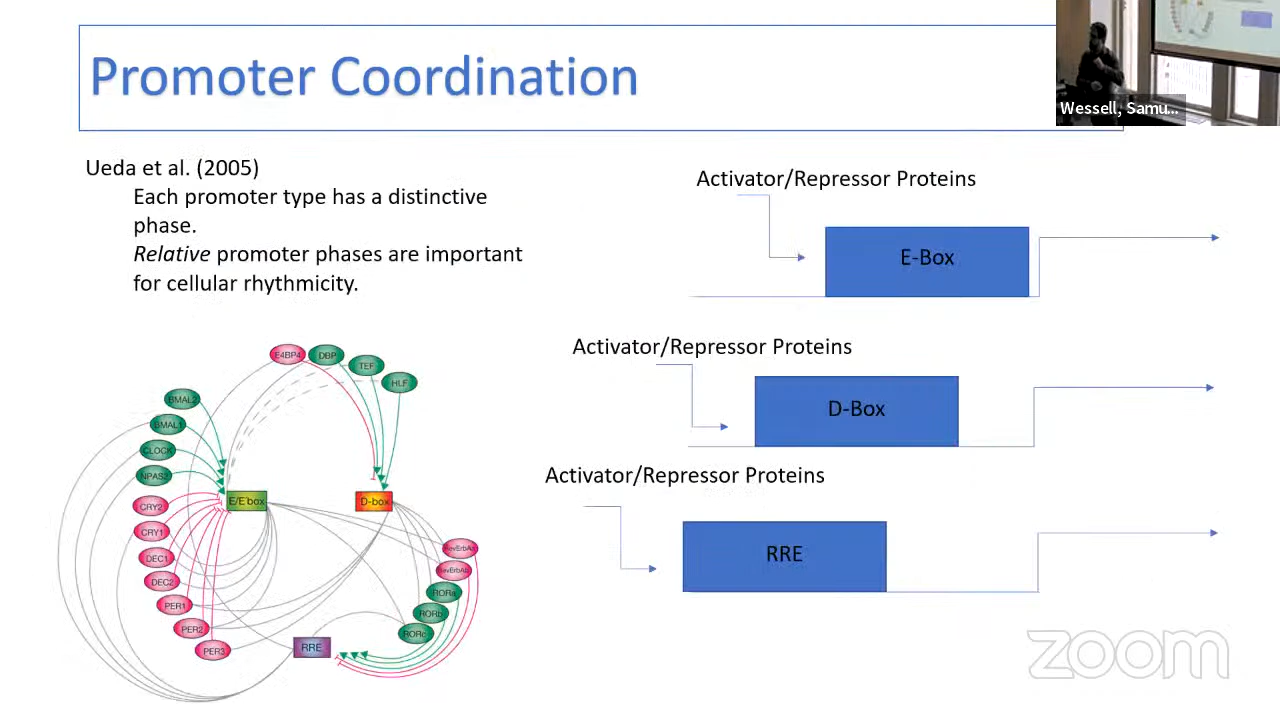 Promoter Coordination
Wessell, Samu...
Ueda et al. (2005)
Each promoter type has a distinctive
phase.
Relative promoter phases are important
for cellular rhythmicity.
Activator/Repressor Proteins
E-Box
Activator/Repressor Proteins
D-Box
Activator/Repressor Proteins
RRE
E4BP4
DBP
TEF
HLF
BMAL2
BMAL1
CLOCK
NPAS2
CRY2
CRY1
DEC1
DEC2
PER1
PER2
PER3
E/E'box
D-box
RevErbAa
RevErbAb
RORa
RORb
RORc
RRE
zoom